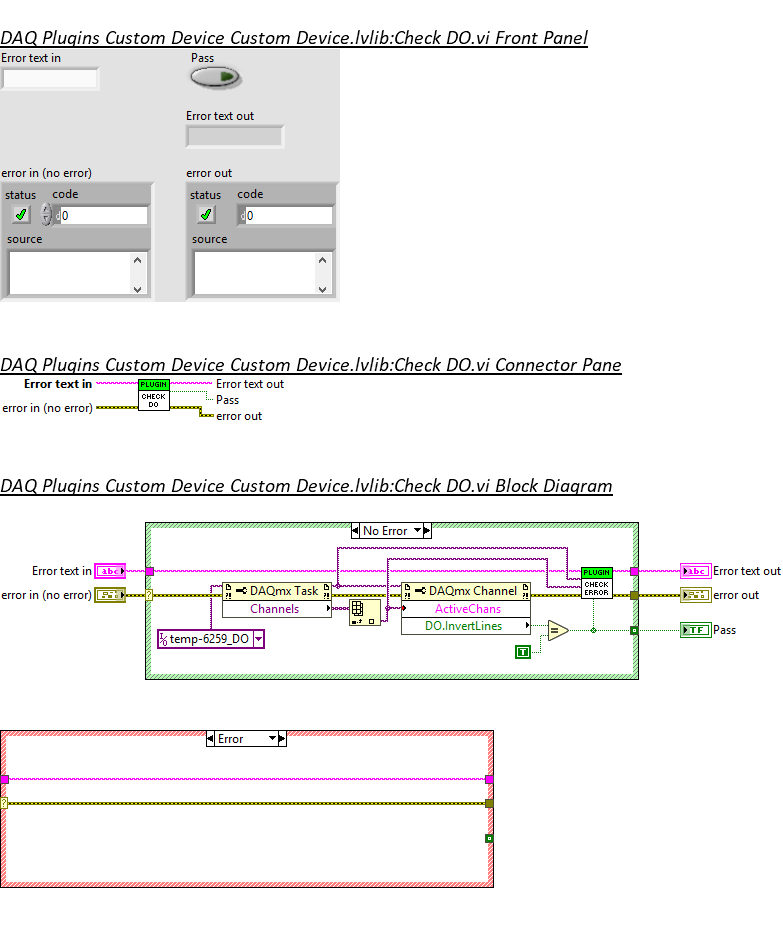 DAQ Plugins Custom Device Custom Device.lvlib:Check DO.vi Front Panel
Error text in
Pass
Error text out
error in (no error)
error out
status code
0
status code
0
source
source
DAQ Plugins Custom Device Custom Device.lvlib:Check DO.vi Connector Pane
Error text in
error in (no error)
PLUGIN
CHECK
DO
Error text out
Pass
error out
DAQ Plugins Custom Device Custom Device.lvlib:Check DO.vi Block Diagram
No Error
Error text in
abc
error in (no error)
?
DAQmx Task
Channels
temp-6259_DO
DAQmx Channel
ActiveChans
DO.InvertLines
T
=
PLUGIN
CHECK
ERROR
abc
Error text out
error out
TF
Pass
Error
?